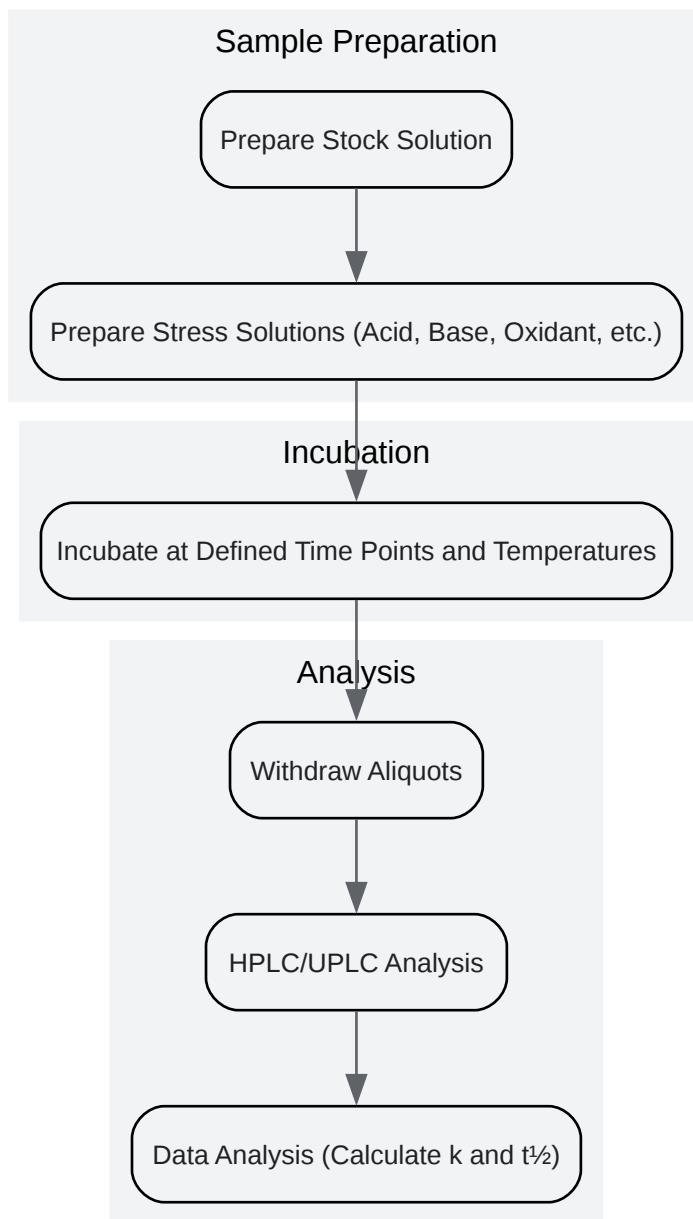 Sample Preparation
Prepare Stock Solution
Prepare Stress Solutions (Acid, Base, Oxidant, etc.)
Incubation
Incubate at Defined Time Points and Temperatures
Analysis
Withdraw Aliquots
HPLC/UPLC Analysis
Data Analysis (Calculate k and t½)